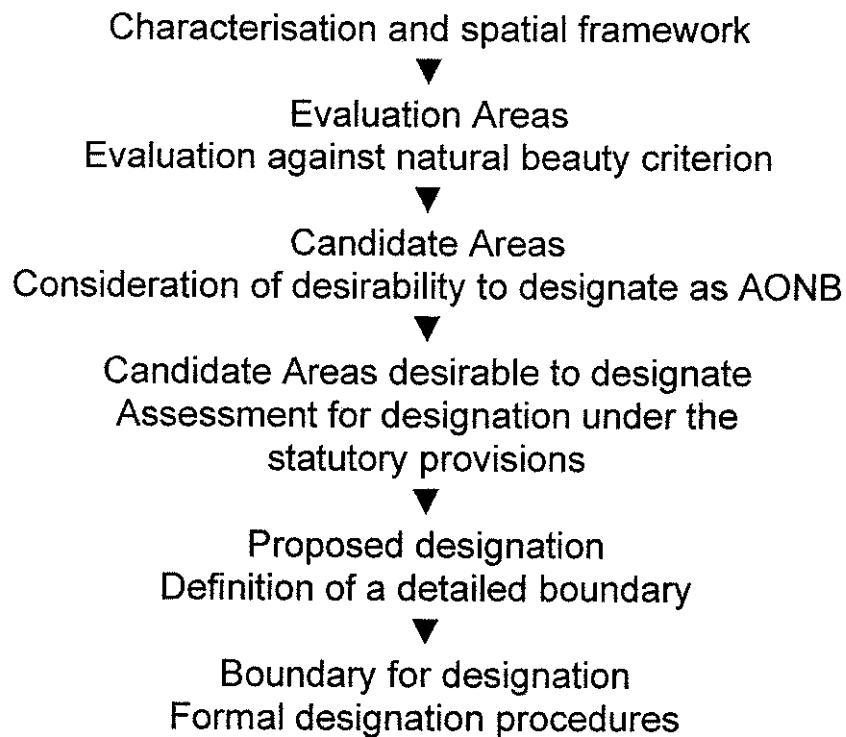 Characterisation and spatial framework
Evaluation Areas
Evaluation against natural beauty criterion
Candidate Areas
Consideration of desirability to designate as AONB
Candidate Areas desirable to designate
Assessment for designation under the
statutory provisions
Proposed designation
Definition of a detailed boundary
Boundary for designation
Formal designation procedures